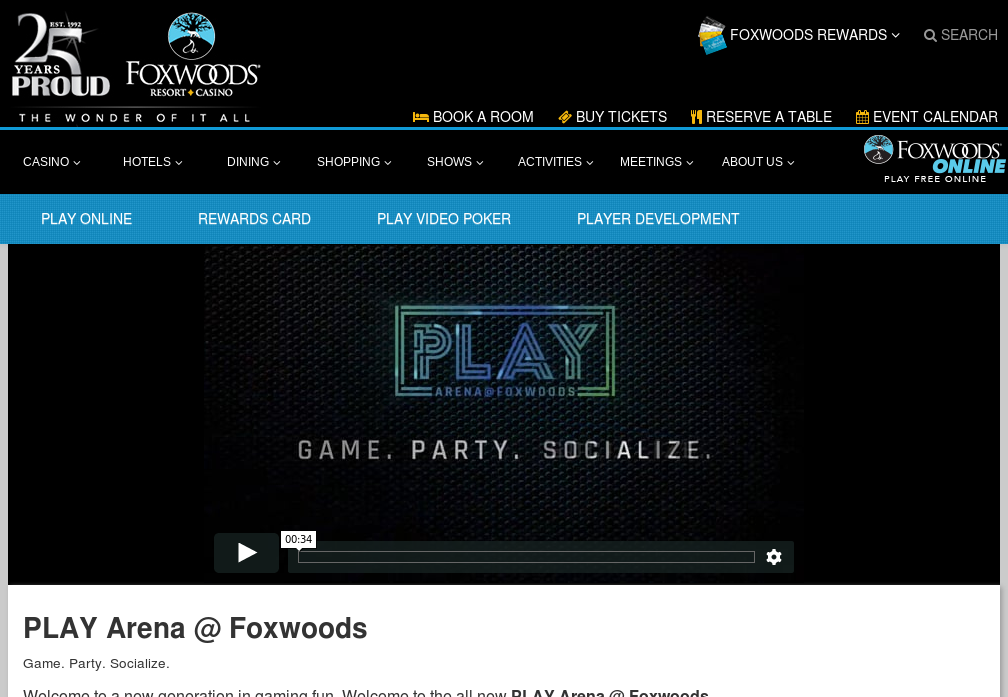 EST. 1992
25
YEARS
PROUD
FOXWOODS®
RESORT CASINO
THE WONDER OF IT ALL
FOXWOODS REWARDS
SEARCH
BOOK A ROOM
BUY TICKETS
RESERVE A TABLE
EVENT CALENDAR
CASINO
HOTELS
DINING
SHOPPING
SHOWS
ACTIVITIES
MEETINGS
ABOUT US
FOXWOODS
ONLINE
PLAY FREE ONLINE
PLAY ONLINE
REWARDS CARD
PLAY VIDEO POKER
PLAYER DEVELOPMENT
PLAY
ARENA@FOXWOODS
GAME. PARTY. SOCIALIZE.
00:34
PLAY Arena @ Foxwoods
Game. Party. Socialize.
Welcome to a new generation in gaming fun. Welcome to the all new PLAY Arena @ Foxwoods.